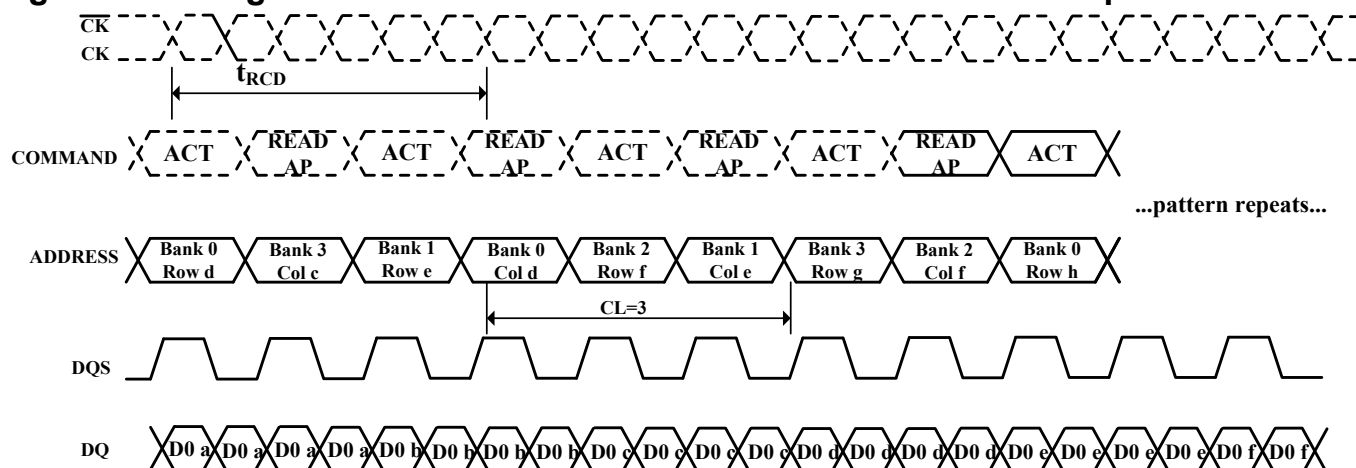 CK
CK
tRCD
COMMAND ACT READ AP ACT READ AP ACT READ AP ACT READ AP ACT
...pattern repeats...
ADDRESS Bank 0 Row d Bank 3 Col c Bank 1 Row e Bank 0 Col d Bank 2 Row f Bank 1 Col e Bank 3 Row g Bank 2 Col f Bank 0 Row h
CL=3
DQS
DQ D0 a D0 a D0 a D0 a D0 b D0 b D0 b D0 b D0 c D0 c D0 c D0 c D0 d D0 d D0 d D0 d D0 e D0 e D0 e D0 e D0 f D0 f